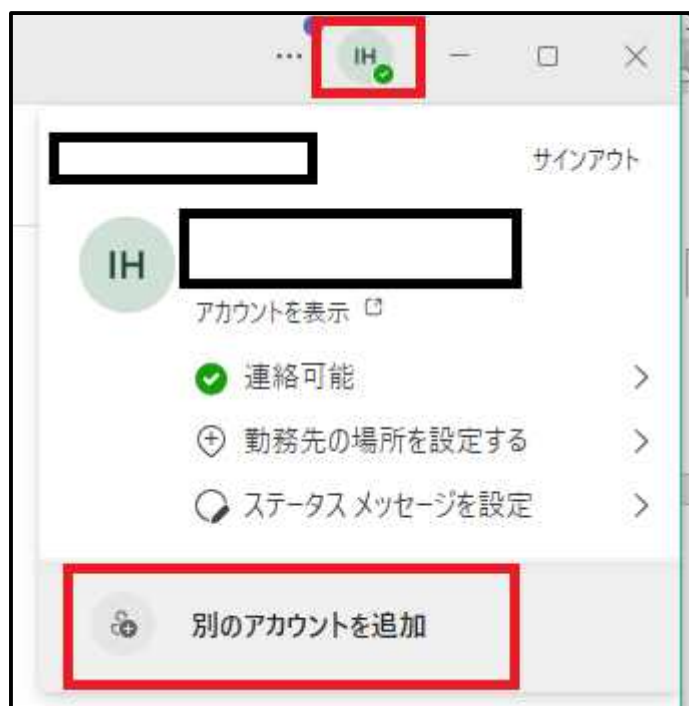 IH
サインアウト
IH
アカウントを表示
連絡可能
勤務先の場所を設定する
ステータス メッセージを設定
別のアカウントを追加